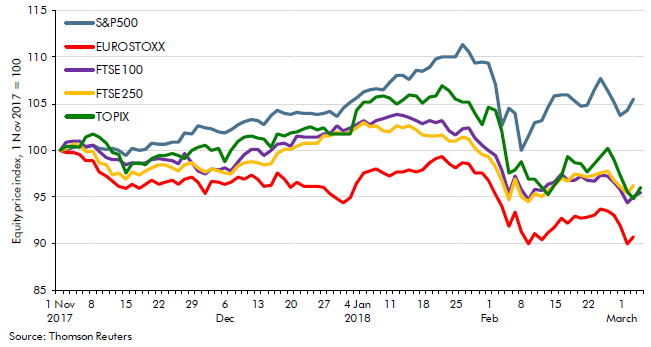 115
110
105
100
95
90
85
Equity price index, 1 Nov 2017 = 100
S&P500
EUROSTOXX
FTSE100
FTSE250
TOPIX
1 Nov 8 15 22 29 6 13 20 28 4 Jan 11 18 25 1 8 15 22 1
2017 Dec 2018 Feb March
Source: Thomson Reuters